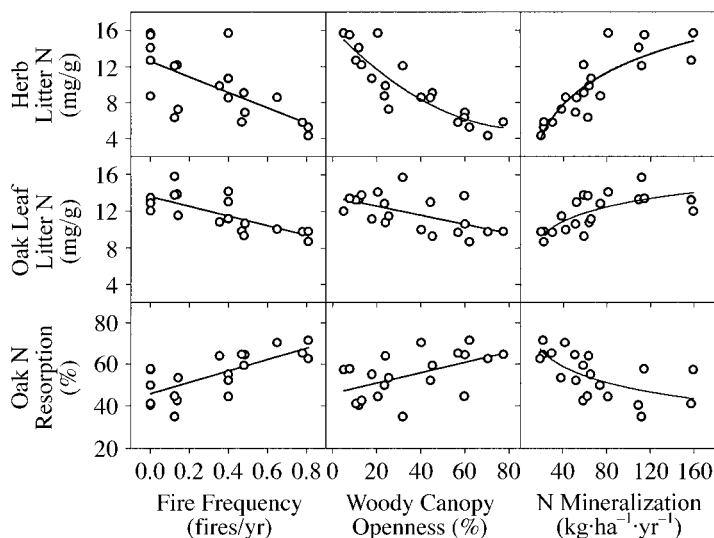 Herb
Litter N
(mg/g)
16
12
8
4
Oak Leaf
Litter N
(mg/g)
16
12
8
4
Oak N
Resorption
(%)
80
60
40
20
0.0 0.2 0.4 0.6 0.8
0 20 40 60 80
0 40 80 120 160
Fire Frequency
(fires/yr)
Woody Canopy
Openness (%)
N Mineralization
(kg·ha⁻¹·yr⁻¹)